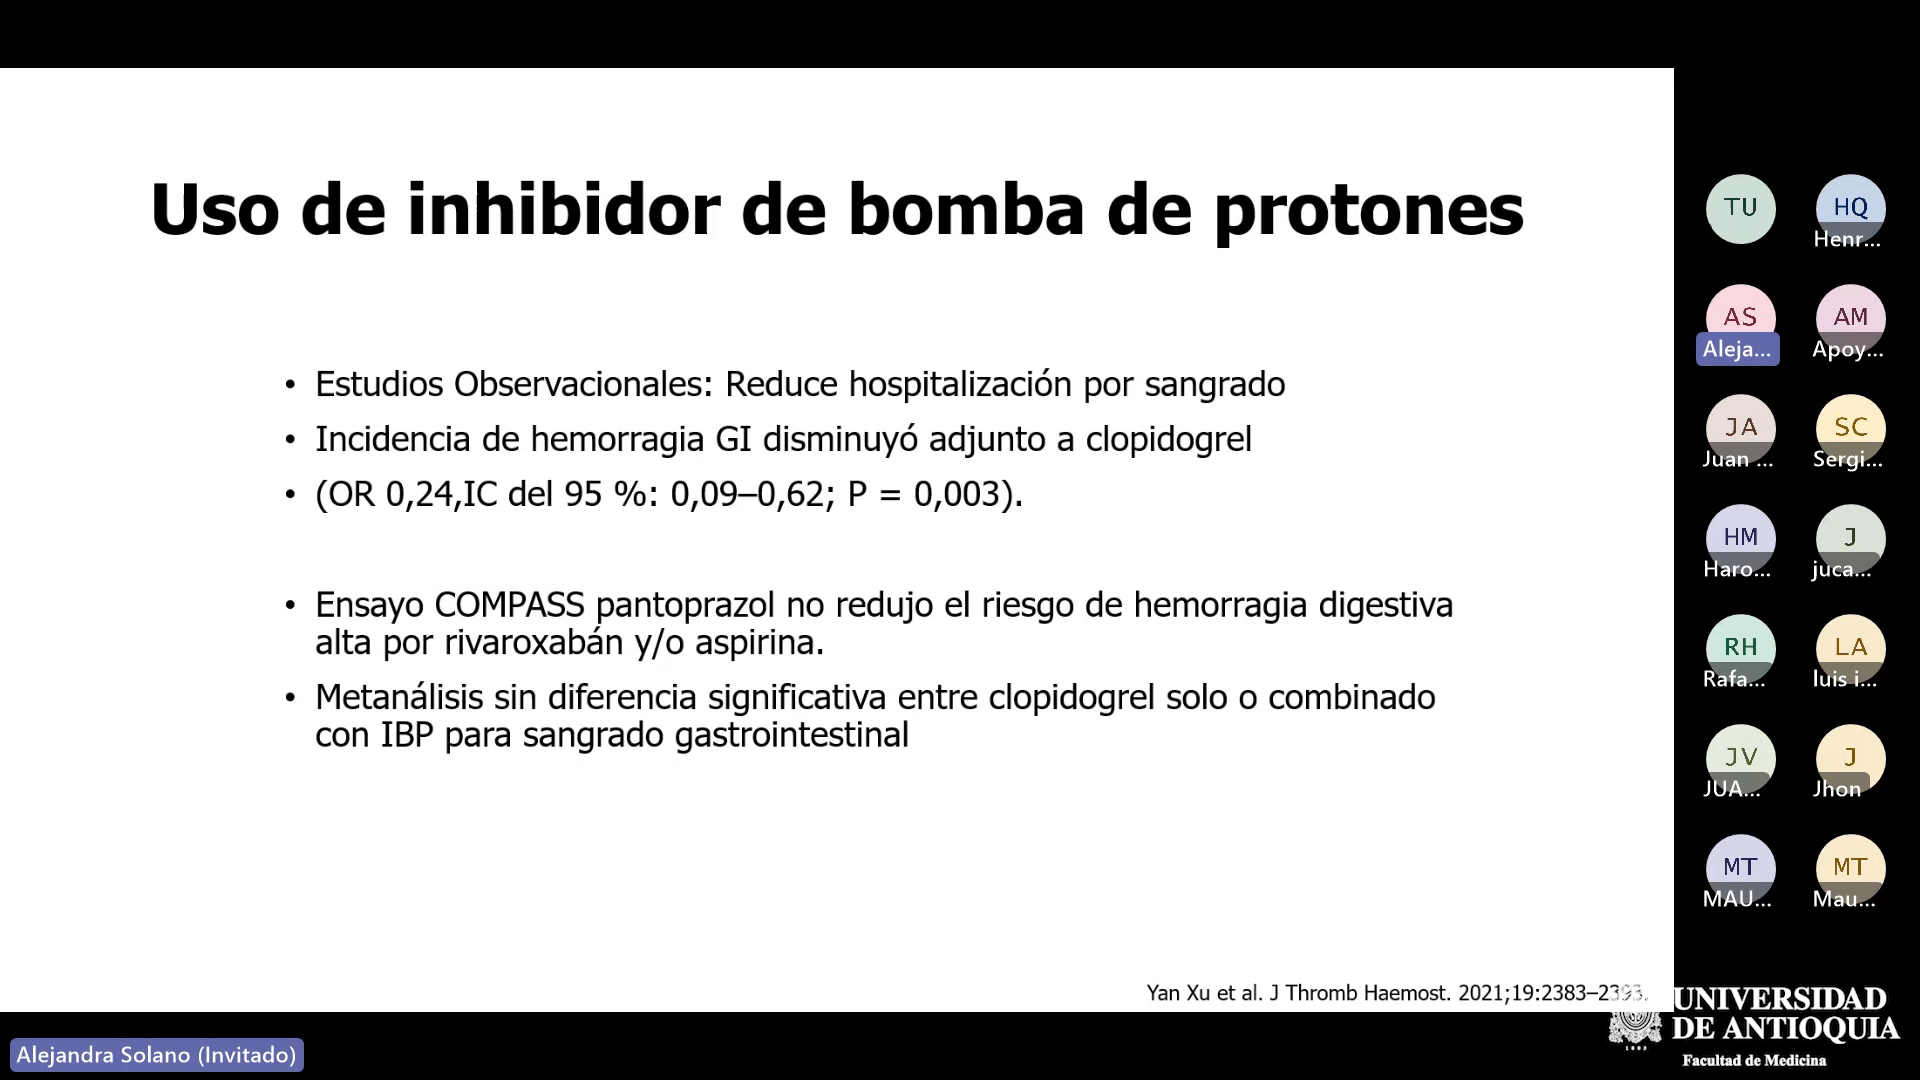 Uso de inhibidor de bomba de protones
• Estudios Observacionales: Reduce hospitalización por sangrado
• Incidencia de hemorragia GI disminuyó adjunto a clopidogrel
• (OR 0,24,IC del 95 %: 0,09–0,62; P = 0,003).
• Ensayo COMPASS pantoprazol no redujo el riesgo de hemorragia digestiva
alta por rivaroxabán y/o aspirina.
• Metanálisis sin diferencia significativa entre clopidogrel solo o combinado
con IBP para sangrado gastrointestinal
Yan Xu et al. J Thromb Haemost. 2021;19:2383–2393.
TU
HQ
Henr...
AS
Aleja...
AM
Apoy...
JA
Juan ...
SC
Sergi...
HM
Haro...
J
juca...
RH
Rafa...
LA
luis i...
JV
JUA...
J
Jhon
MT
MAU...
MT
Mau...
UNIVERSIDAD
DE ANTIOQUIA
1803
Facultad de Medicina
Alejandra Solano (Invitado)